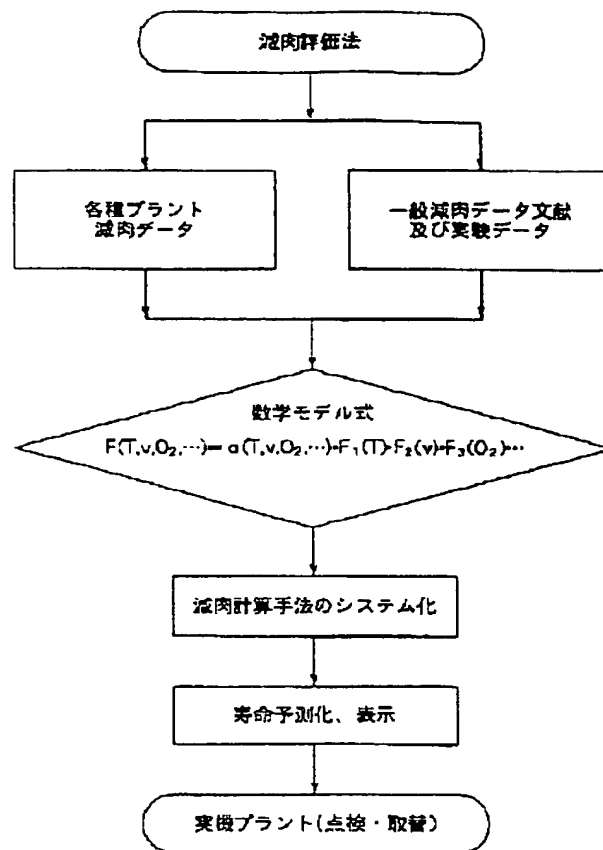 減肉評価法
各種プラント
減肉データ
一般減肉データ文献
及び実験データ
数学モデル式
F(T,v,O₂,…)= a(T,v,O₂,…)・F₁(T)・F₂(v)・F₃(O₂)…
減肉計算手法のシステム化
寿命予測化、表示
実機プラント(点検・取替)